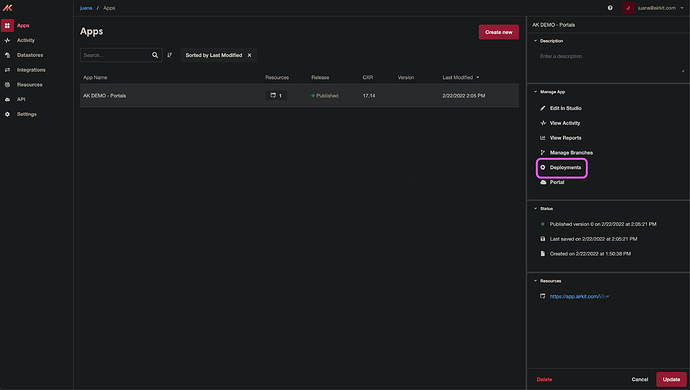 juana / Apps
J juana@airkit.com
Apps
Activity
Datastores
Integrations
Resources
API
Settings
Apps
Create new
Search...
Sorted by Last Modified ×
App Name Resources Release CXR Version Last Modified
AK DEMO - Portals 1 Published 17.14 2/22/2022 2:05 PM
AK DEMO - Portals
Description
Enter a description
Manage App
Edit in Studio
View Activity
View Reports
Manage Branches
Deployments
Portal
Status
Published version 0 on 2/22/2022 at 2:05:21 PM
Last saved on 2/22/2022 at 2:05:21 PM
Created on 2/22/2022 at 1:50:38 PM
Resources
https://app.airkit.com/
Delete
Cancel
Update